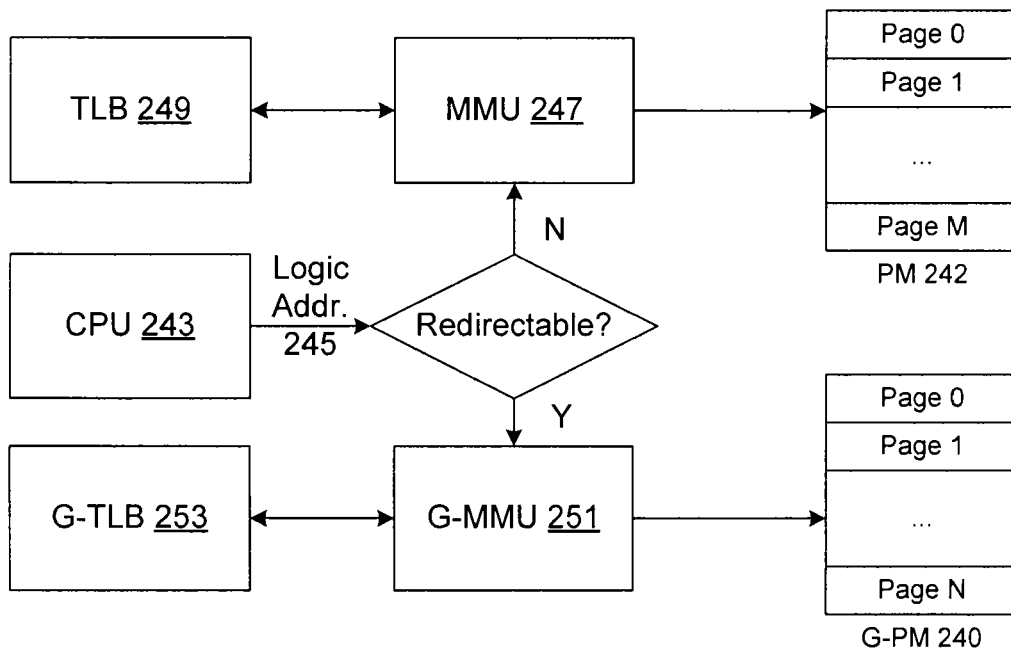 TLB 249
MMU 247
Page 0
Page 1
...
Page M
PM 242
N
CPU 243
Logic
Addr.
245
Redirectable?
Y
G-TLB 253
G-MMU 251
Page 0
Page 1
...
Page N
G-PM 240